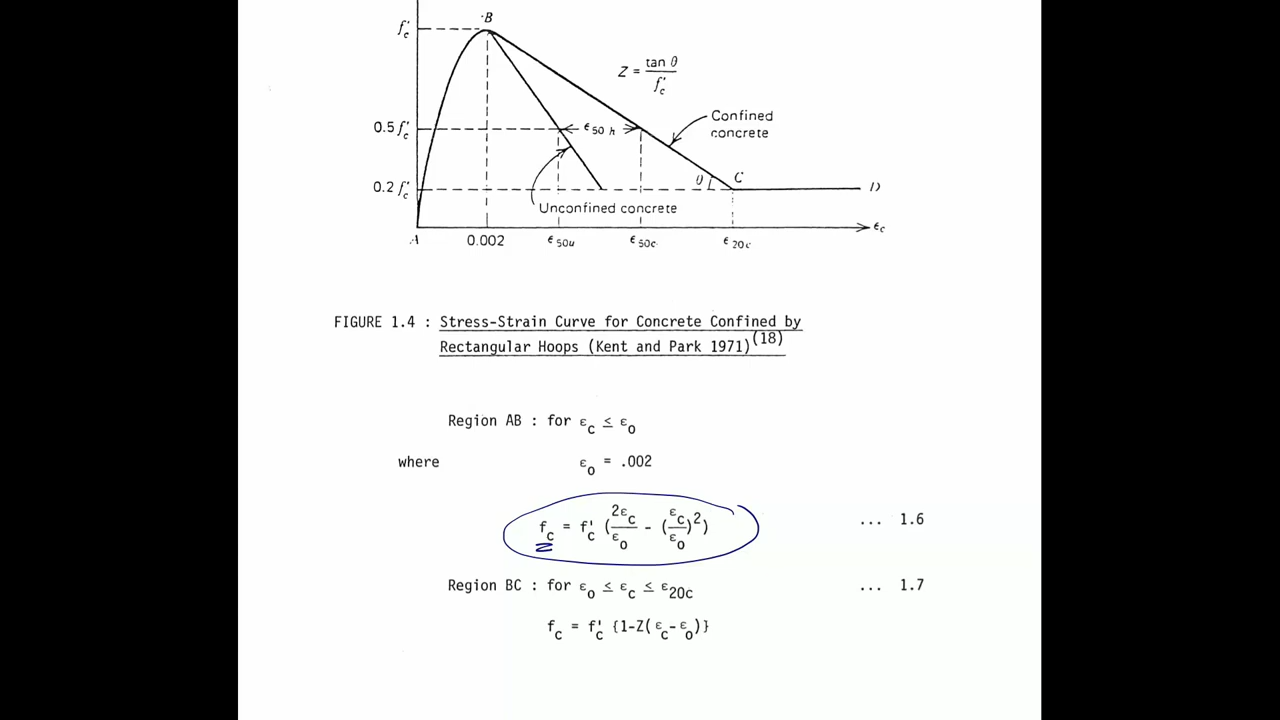 ·B
f'c
Z = tan θ / f'c
Confined
concrete
0.5 f'c
ϵ50h
0.2 f'c
θ
C
D
Unconfined concrete
A
0.002
ϵ50u
ϵ50c
ϵ20c
ϵc
FIGURE 1.4 : Stress-Strain Curve for Concrete Confined by
Rectangular Hoops (Kent and Park 1971)(18)
Region AB : for εc ≤ εo
where εo = .002
fc = f'c (2εc/εo - (εc/εo)2) ... 1.6
Region BC : for εo ≤ εc ≤ ε20c ... 1.7
fc = f'c {1-Z(εc-εo)}